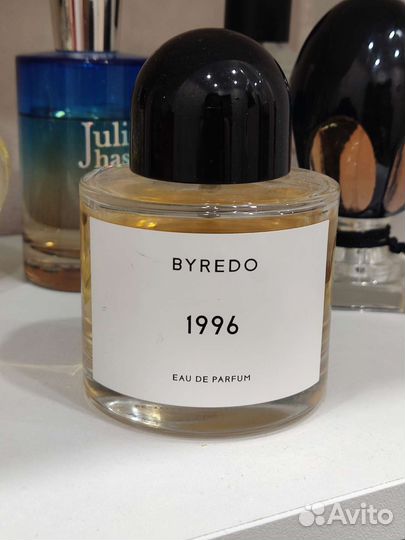 Juli
has
BYREDO
1996
EAU DE PARFUM
Avito